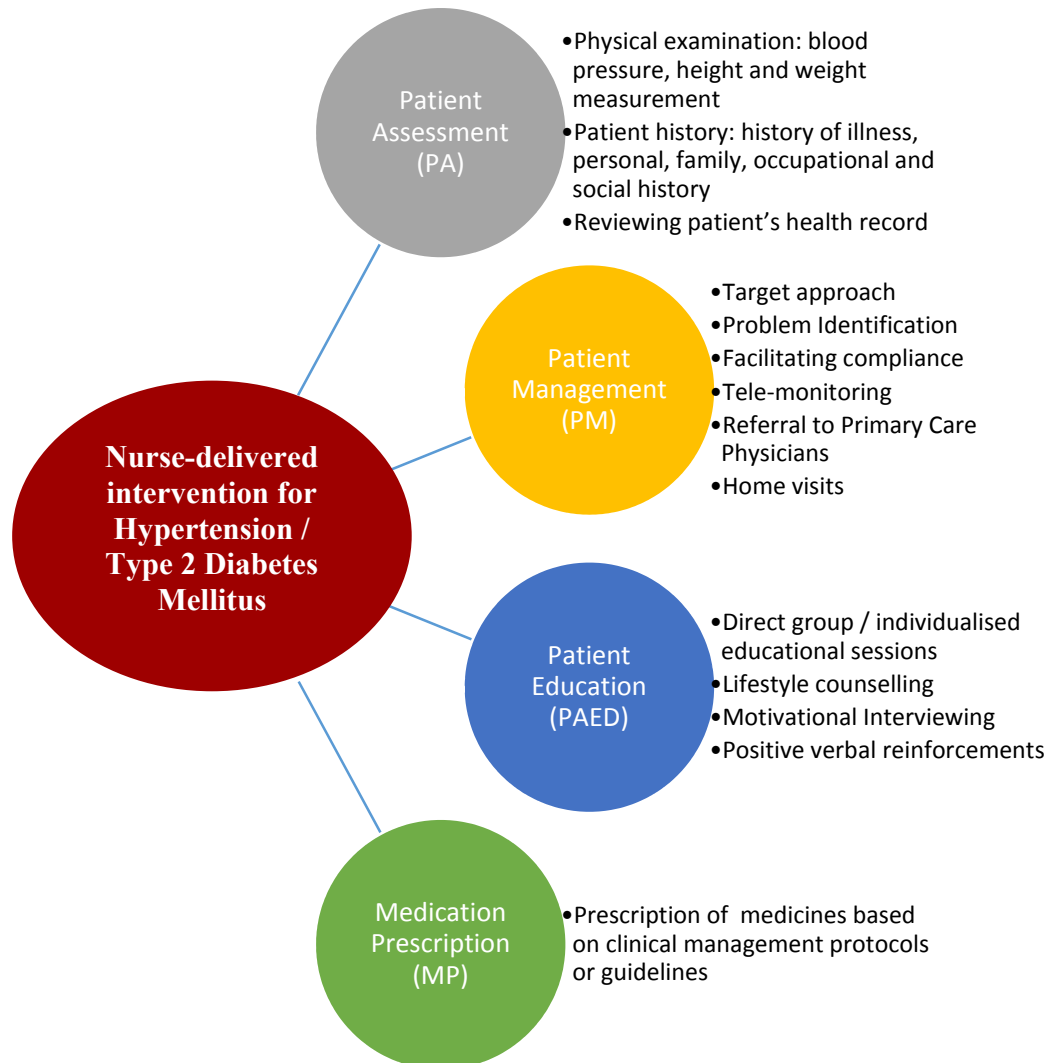 Patient
Assessment
(PA)
•Physical examination: blood
pressure, height and weight
measurement
•Patient history: history of illness,
personal, family, occupational and
social history
•Reviewing patient’s health record
Patient
Management
(PM)
•Target approach
•Problem Identification
•Facilitating compliance
•Tele-monitoring
•Referral to Primary Care
Physicians
•Home visits
Nurse-delivered
intervention for
Hypertension /
Type 2 Diabetes
Mellitus
Patient
Education
(PAED)
•Direct group / individualised
educational sessions
•Lifestyle counselling
•Motivational Interviewing
•Positive verbal reinforcements
Medication
Prescription
(MP)
•Prescription of  medicines based
on clinical management protocols
or guidelines